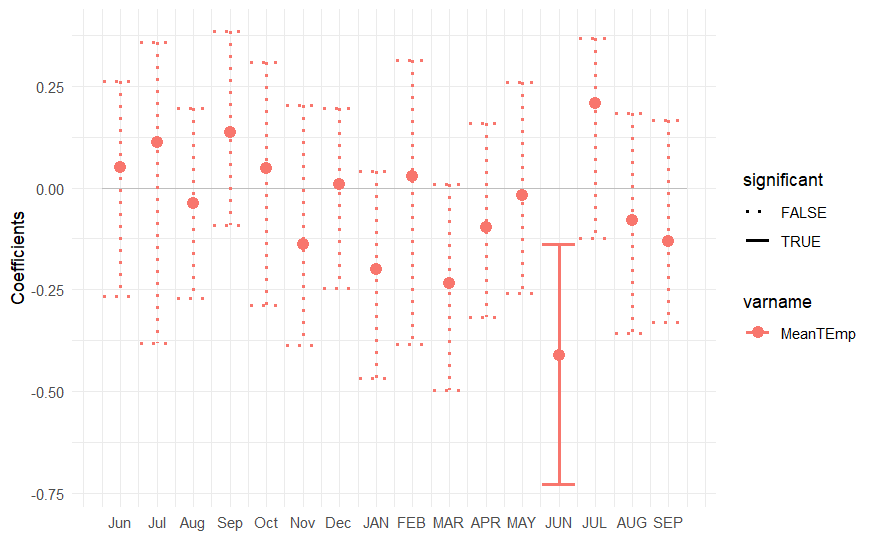 Coefficients
0.25
0.00
-0.25
-0.50
-0.75
Jun Jul Aug Sep Oct Nov Dec JAN FEB MAR APR MAY JUN JUL AUG SEP
significant
FALSE
TRUE
varname
MeanTEmp